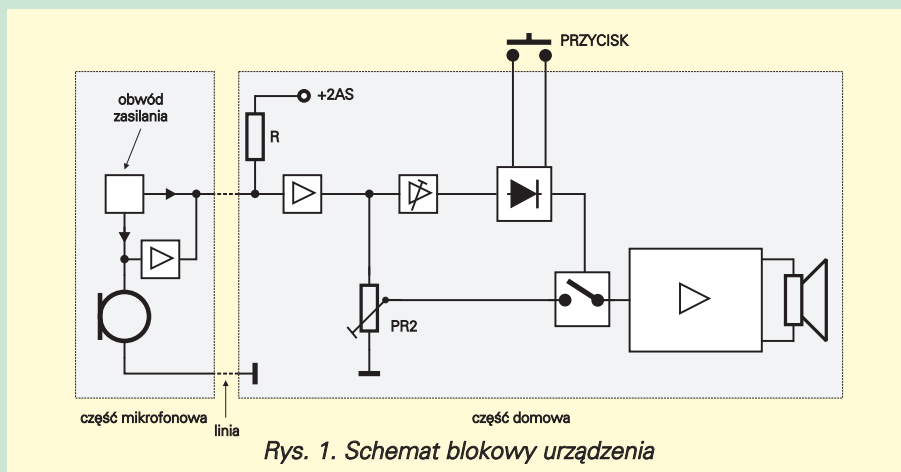 PRZYCISK
obwód
zasilania
+2AS
R
PR2
część mikrofonowa
linia
część domowa
Rys. 1. Schemat blokowy urządzenia